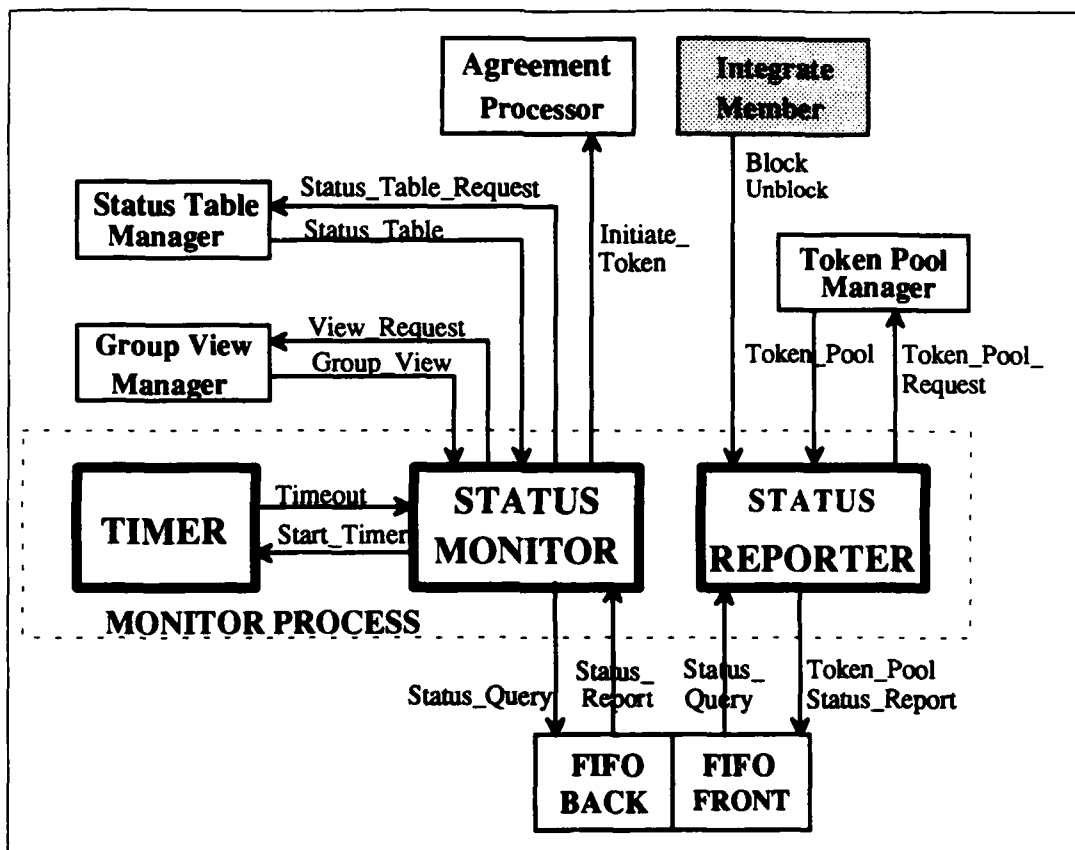 Agreement
Processor
Integrate
Member
Block
Unblock
Status_Table_Request
Status Table
Manager
Status_Table
Initiate_
Token
Token Pool
Manager
View_Request
Group View
Manager
Group_View
Token_Pool
Token_Pool_
Request
TIMER
Timeout
Start_Timer
STATUS
MONITOR
STATUS
REPORTER
MONITOR PROCESS
Status_Query
Status_
Report
Status_
Query
Token_Pool
Status_Report
FIFO
BACK
FIFO
FRONT